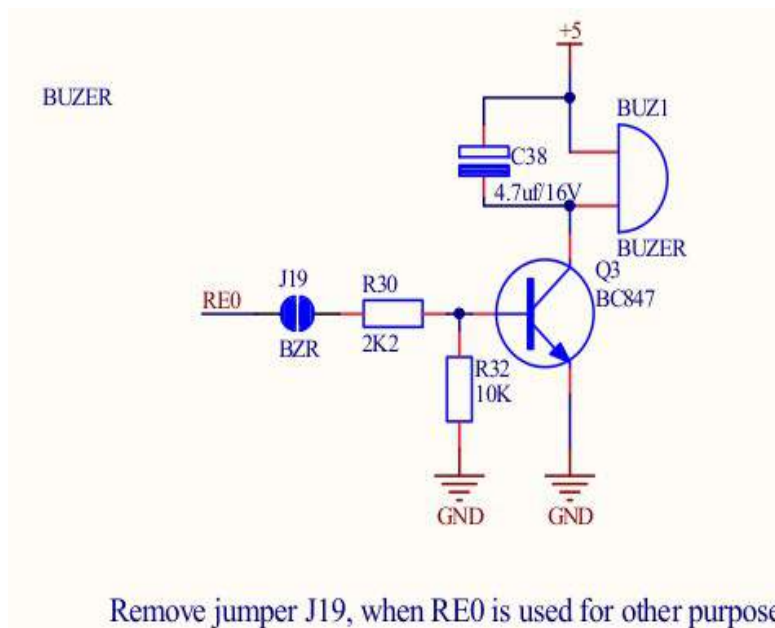 +5
BUZER
BUZ1
C38
4.7uf/16V
BUZER
Q3
BC847
J19
R30
RE0
BZR
2K2
R32
10K
GND
GND
Remove jumper J19, when RE0 is used for other purpose